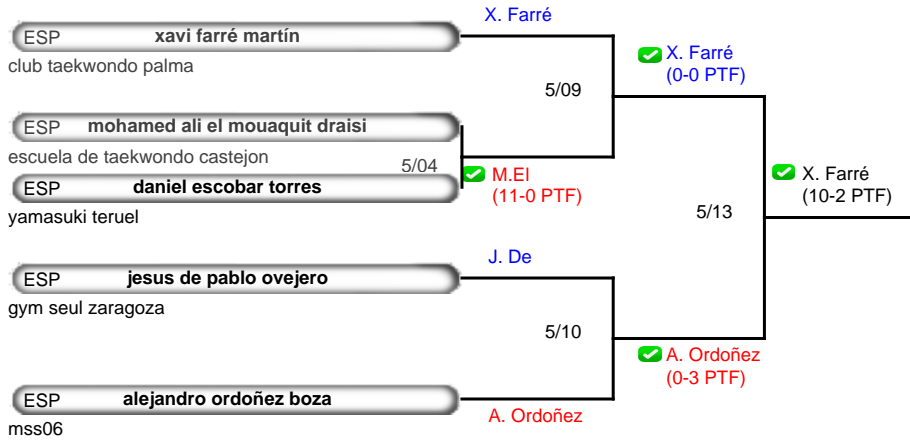 X. Farré
ESP xavi farré martín
club taekwondo palma
X. Farré
(0-0 PTF)
5/09
ESP mohamed ali el mouaquit draisi
escuela de taekwondo castejon
5/04
M.El
(11-0 PTF)
ESP daniel escobar torres
yamasuki teruel
X. Farré
(10-2 PTF)
5/13
J. De
ESP jesus de pablo ovejero
gym seul zaragoza
5/10
A. Ordoñez
(0-3 PTF)
ESP alejandro ordoñez boza
A. Ordoñez
mss06